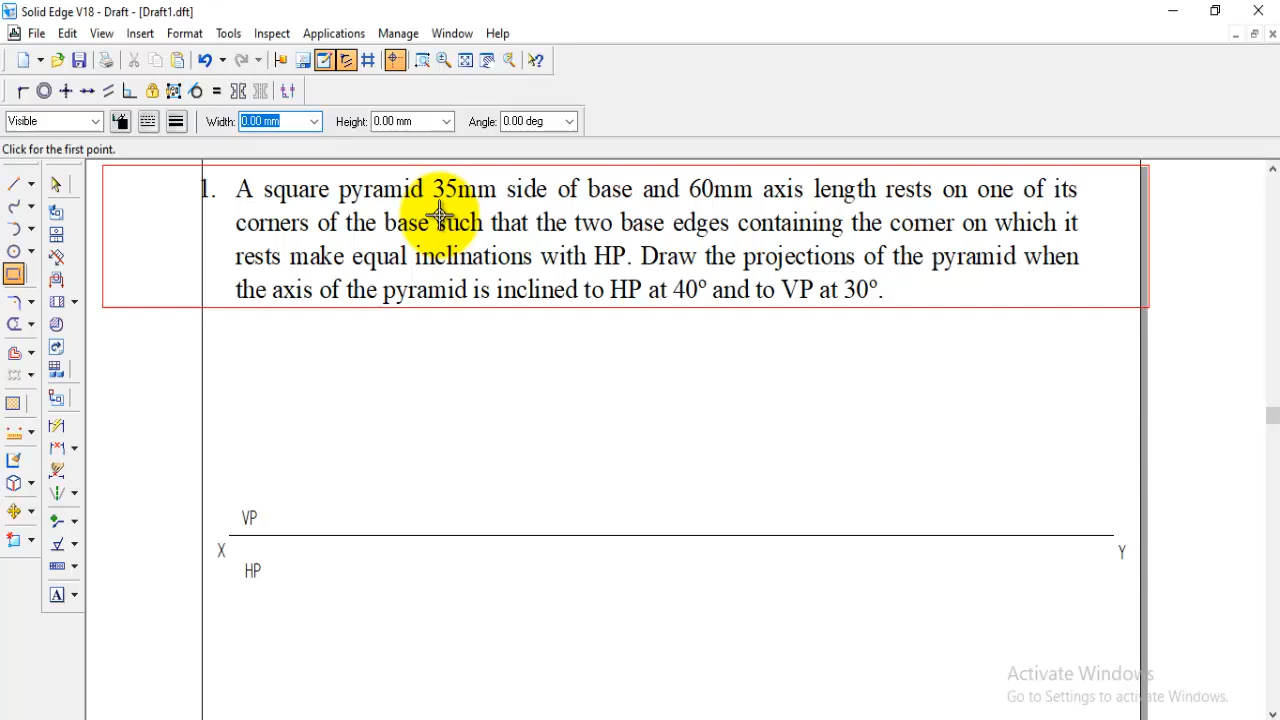 Solid Edge V18 - Draft - [Draft1.dft]
File Edit View Insert Format Tools Inspect Applications Manage Window Help
Visible Width: 0.00 mm Height: 0.00 mm Angle: 0.00 deg
Click for the first point.
1. A square pyramid 35mm side of base and 60mm axis length rests on one of its
corners of the base such that the two base edges containing the corner on which it
rests make equal inclinations with HP. Draw the projections of the pyramid when
the axis of the pyramid is inclined to HP at 40º and to VP at 30º.
VP
X
Y
HP
Activate Windows
Go to Settings to activate Windows.